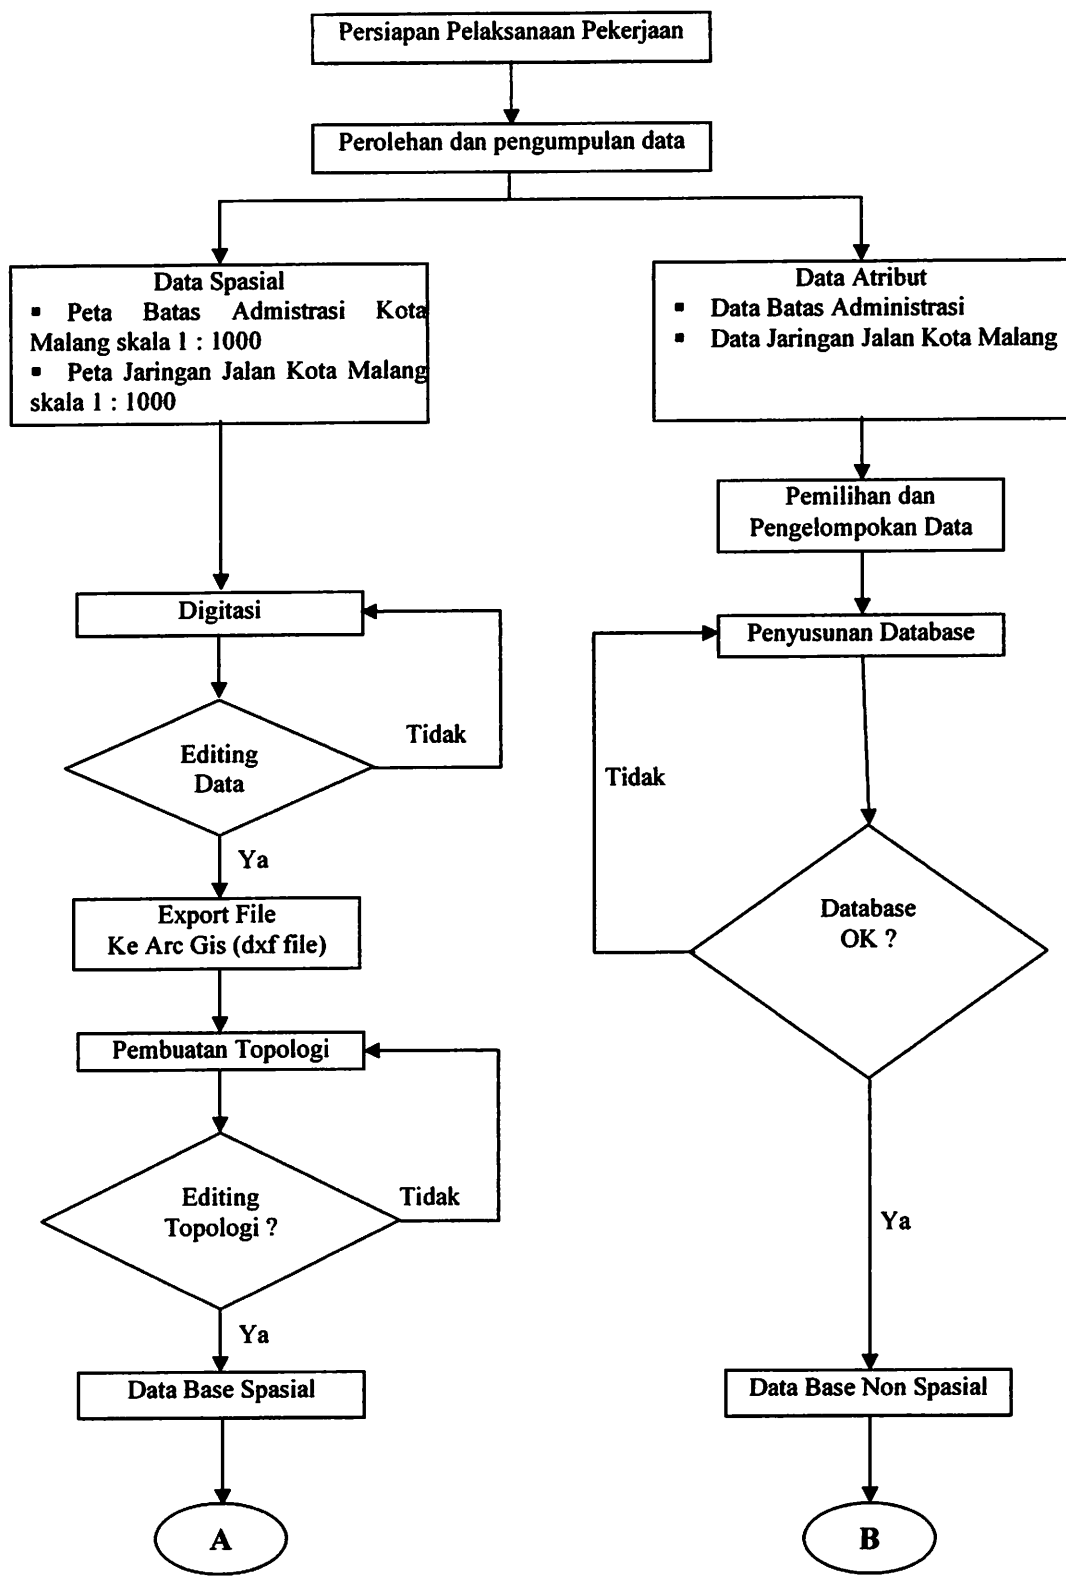 Persiapan Pelaksanaan Pekerjaan
Perolehan dan pengumpulan data
Data Spasial
▪ Peta Batas Admistrasi Kota
Malang skala 1 : 1000
▪ Peta Jaringan Jalan Kota Malang
skala 1 : 1000
Data Atribut
▪ Data Batas Administrasi
▪ Data Jaringan Jalan Kota Malang
Pemilihan dan
Pengelompokan Data
Digitasi
Penyusunan Database
Tidak
Editing
Data
Tidak
Ya
Export File
Ke Arc Gis (dxf file)
Database
OK ?
Pembuatan Topologi
Editing
Topologi ?
Tidak
Ya
Ya
Data Base Spasial
Data Base Non Spasial
A
B